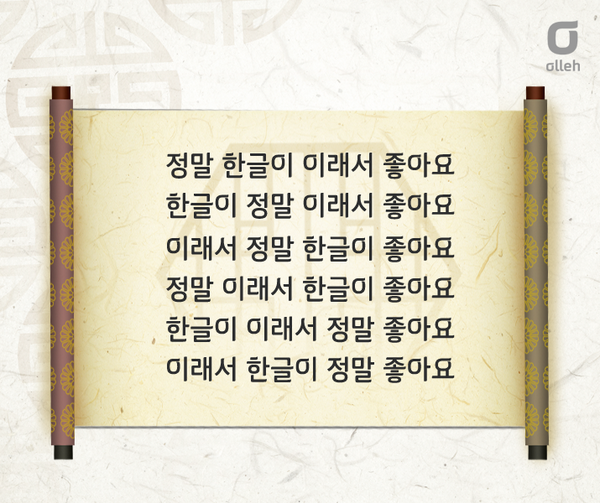 olleh
정말 한글이 이래서 좋아요
한글이 정말 이래서 좋아요
이래서 정말 한글이 좋아요
정말 이래서 한글이 좋아요
한글이 이래서 정말 좋아요
이래서 한글이 정말 좋아요